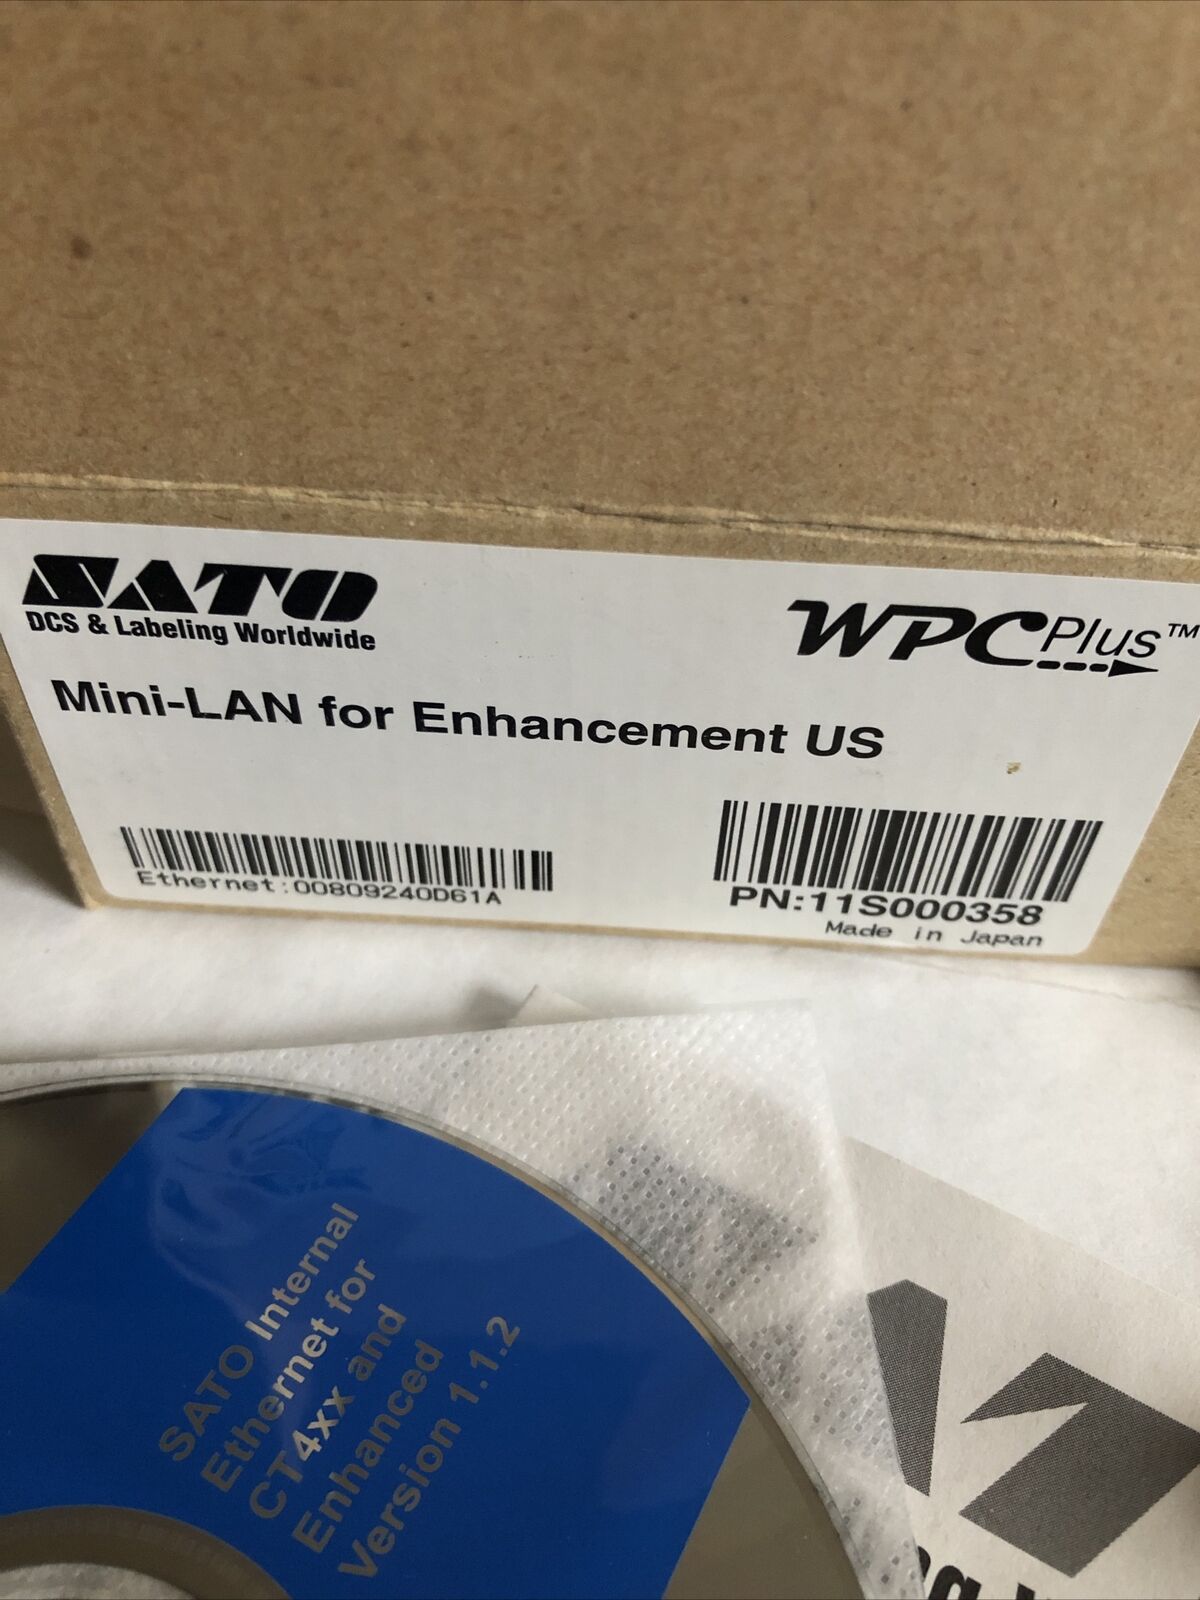 SATO
DCS & Labeling Worldwide
WPC Plus™
Mini-LAN for Enhancement US
Ethernet:00809240D61A
PN:11S000358
Made in Japan
SATO Internal
Ethernet for
CT4xx and
Enhanced
Version 1.1.2